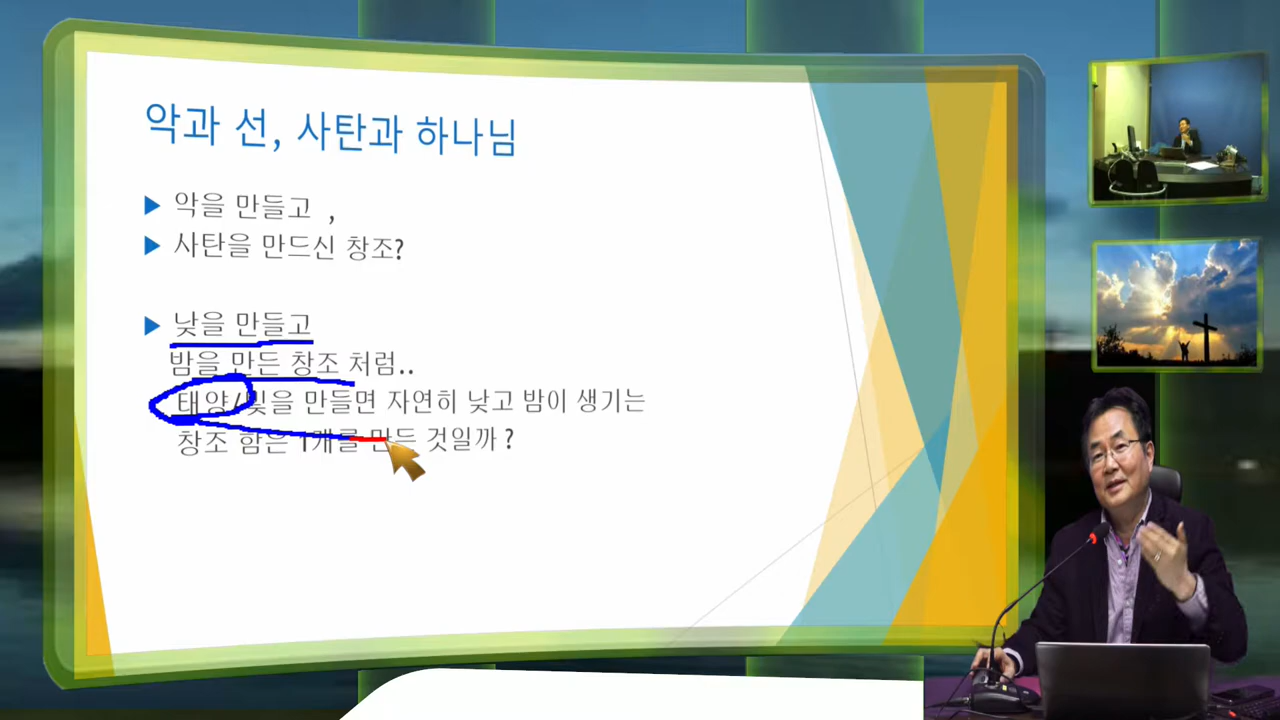 악과 선, 사탄과 하나님
악을 만들고 ,
사탄을 만드신 창조?
낮을 만들고
밤을 만든 창조 처럼..
태양/빛을 만들면 자연히 낮고 밤이 생기는
창조 함은 1개를 만든 것일까 ?